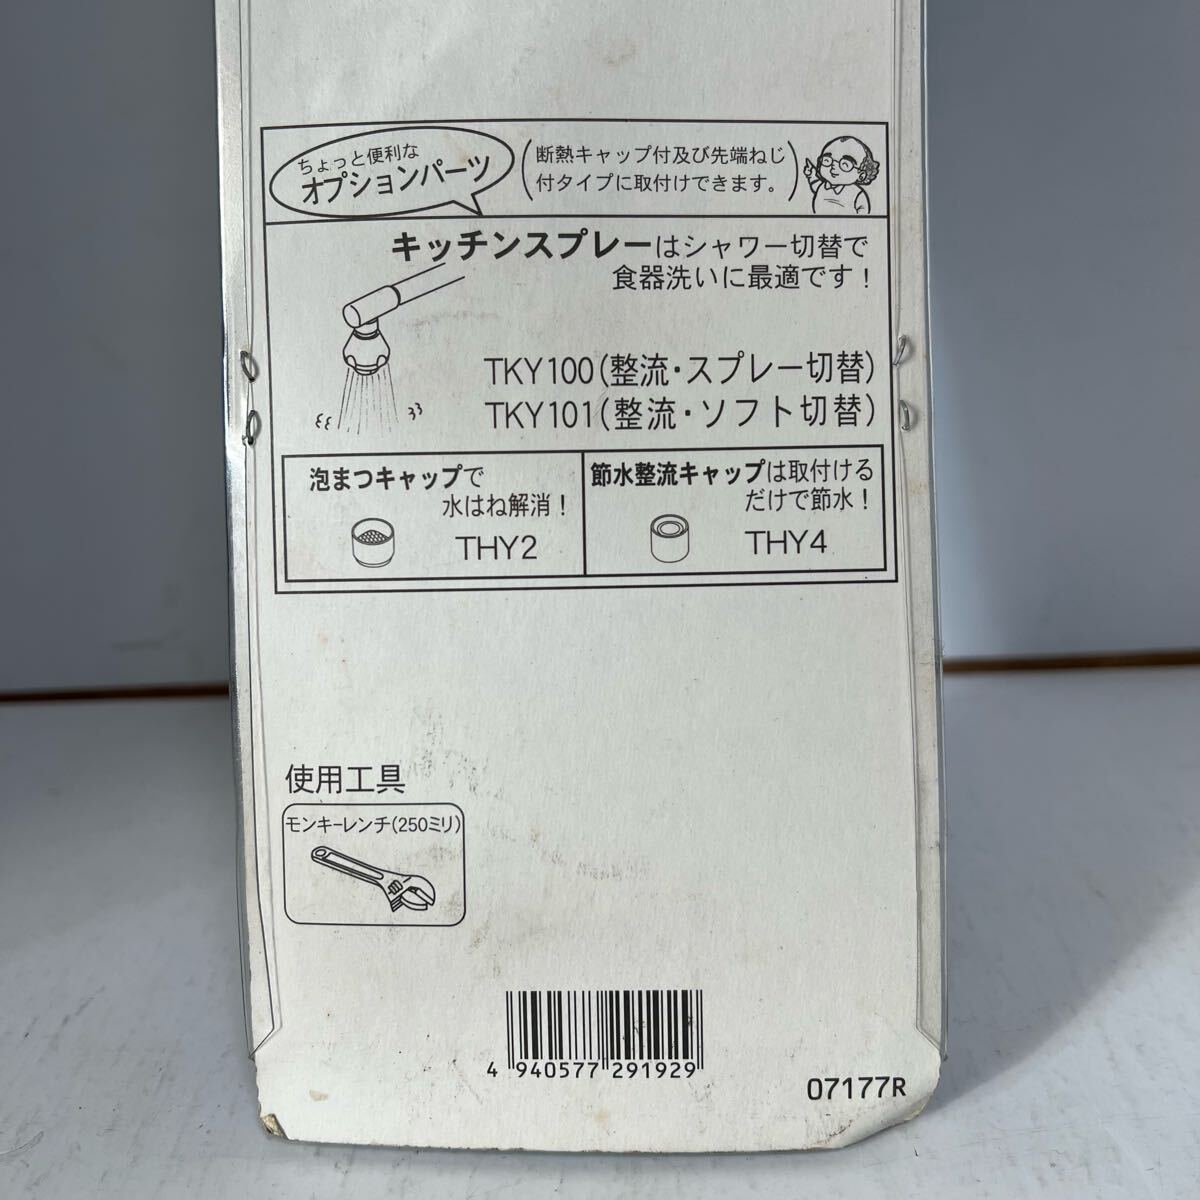 ちょっと便利な
オプションパーツ
(断熱キャップ付及び先端ねじ
付タイプに取付けできます。)
キッチンスプレーはシャワー切替で
食器洗いに最適です!
TKY100(整流・スプレー切替)
TKY101(整流・ソフト切替)
泡まつキャップで
水はね解消!
THY2
節水整流キャップは取付ける
だけで節水!
THY4
使用工具
モンキーレンチ(250ミリ)
4 940577 291929
07177R